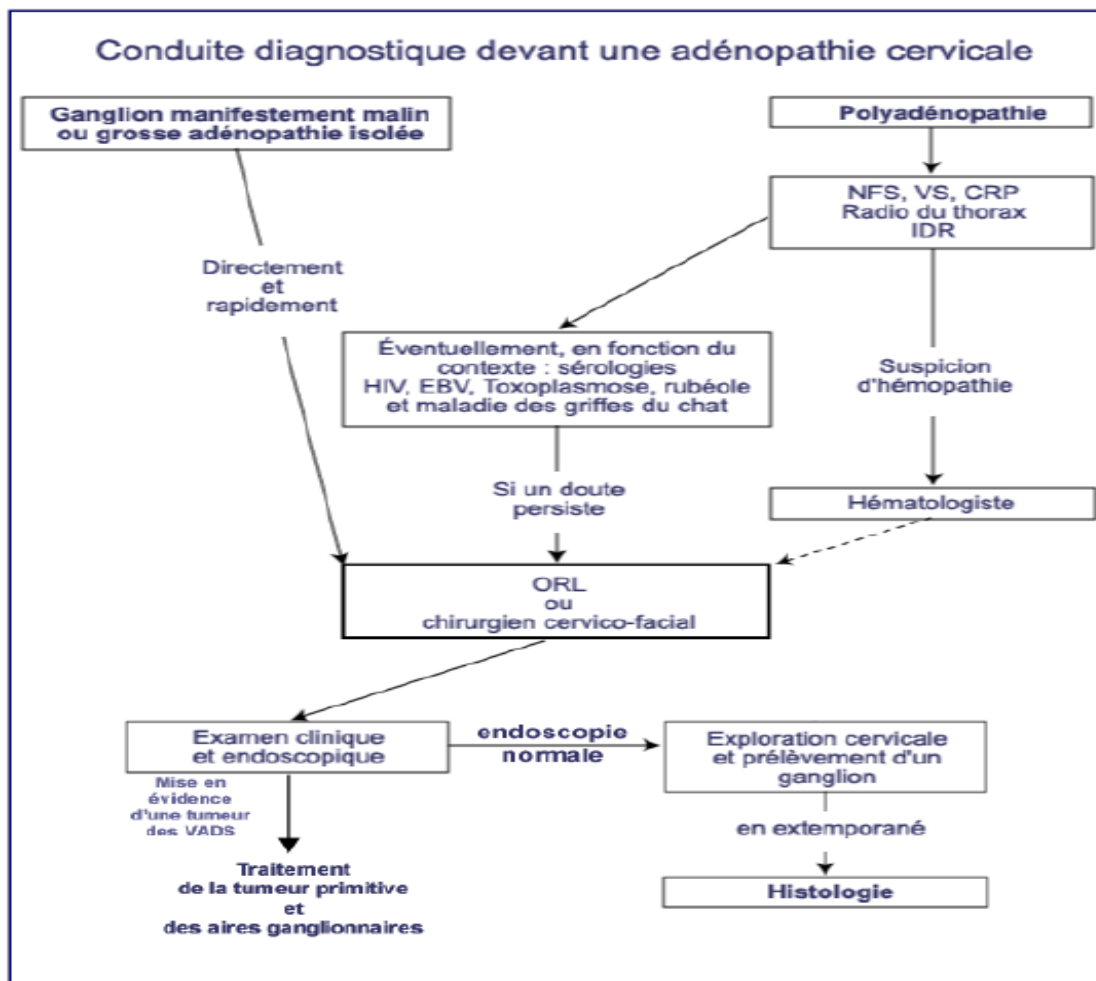 Conduite diagnostique devant une adénopathie cervicale
Ganglion manifestement malin
ou grosse adénopathie isolée
Polyadénopathie
NFS, VS, CRP
Radio du thorax
IDR
Directement
et
rapidement
Éventuellement, en fonction du
contexte : sérologies
HIV, EBV, Toxoplasmose, rubéole
et maladie des griffes du chat
Suspicion
d'hémopathie
Si un doute
persiste
Hématologiste
ORL
ou
chirurgien cervico-facial
Examen clinique
et endoscopique
endoscopie
normale
Exploration cervicale
et prélèvement d'un
ganglion
Mise en
évidence
d'une tumeur
des VADS
en extemporané
Traitement
de la tumeur primitive
et
des aires ganglionnaires
Histologie